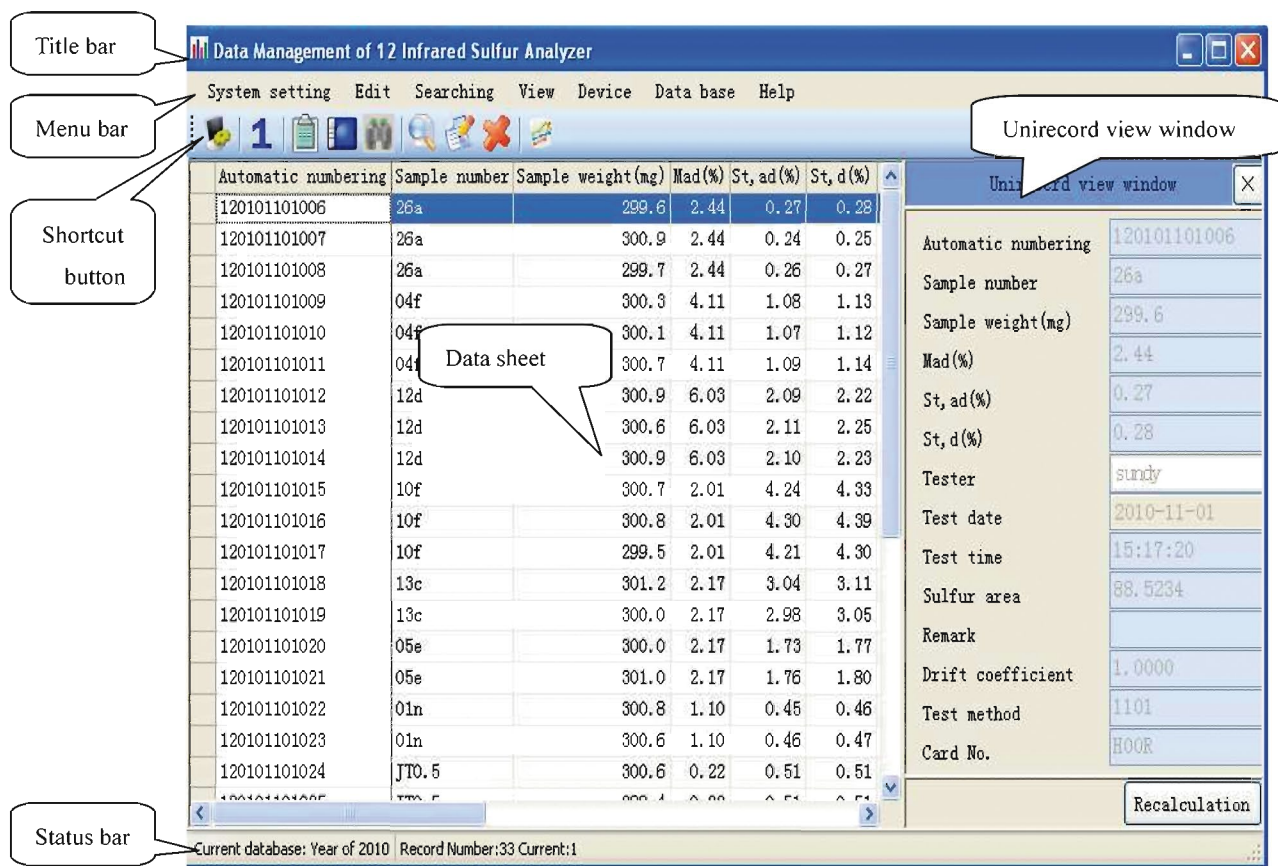 Title bar
Data Management of 12 Infrared Sulfur Analyzer
Menu bar
System setting Edit Searching View Device Data base Help
1
Unirecord view window
Shortcut
button
Automatic numbering Sample number Sample weight(mg) Mad(%) St,ad(%) St,d(%)
120101101006 26a 299.6 2.44 0.27 0.28
120101101007 26a 300.9 2.44 0.24 0.25
120101101008 26a 299.7 2.44 0.26 0.27
120101101009 04f 300.3 4.11 1.08 1.13
120101101010 04f 300.1 4.11 1.07 1.12
120101101011 04f 300.7 4.11 1.09 1.14
120101101012 12d 300.9 6.03 2.09 2.22
120101101013 12d 300.6 6.03 2.11 2.25
120101101014 12d 300.9 6.03 2.10 2.23
120101101015 10f 300.7 2.01 4.24 4.33
120101101016 10f 300.8 2.01 4.30 4.39
120101101017 10f 299.5 2.01 4.21 4.30
120101101018 13c 301.2 2.17 3.04 3.11
120101101019 13c 300.0 2.17 2.98 3.05
120101101020 05e 300.0 2.17 1.73 1.77
120101101021 05e 301.0 2.17 1.76 1.80
120101101022 01n 300.8 1.10 0.45 0.46
120101101023 01n 300.6 1.10 0.46 0.47
120101101024 JT0.5 300.6 0.22 0.51 0.51
Data sheet
Unirecord view window
Automatic numbering 120101101006
Sample number 26a
Sample weight(mg) 299.6
Mad(%) 2.44
St,ad(%) 0.27
St,d(%) 0.28
Tester sundy
Test date 2010-11-01
Test time 15:17:20
Sulfur area 88.5234
Remark
Drift coefficient 1.0000
Test method 1101
Card No. HOOR
Recalculation
Status bar
Current database: Year of 2010 Record Number:33 Current:1